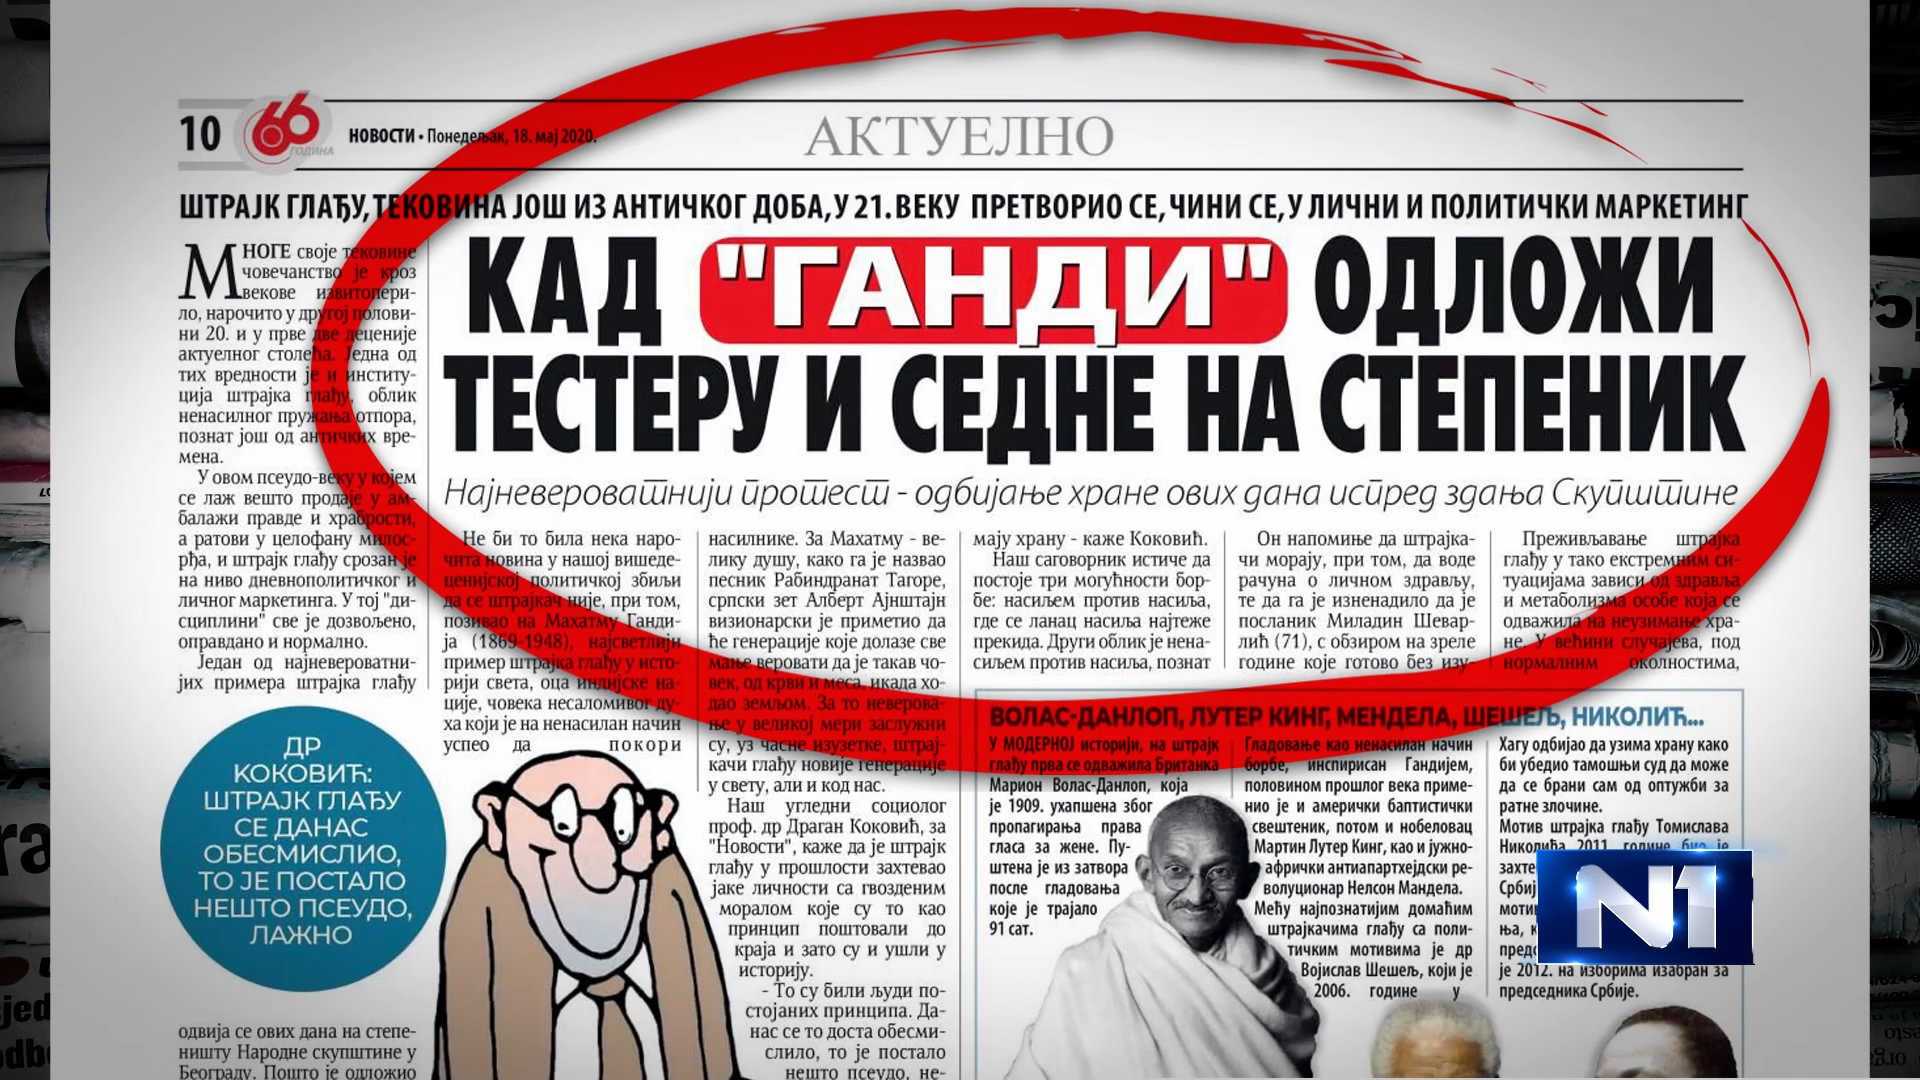 10
66
ГОДИНА
НОВОСТИ • Понедељак, 18. мај 2020.
АКТУЕЛНО
ШТРАЈК ГЛАЂУ, ТЕКОВИНА ЈОШ ИЗ АНТИЧКОГ ДОБА, У 21. ВЕКУ ПРЕТВОРИО СЕ, ЧИНИ СЕ, У ЛИЧНИ И ПОЛИТИЧКИ МАРКЕТИНГ
КАД "ГАНДИ" ОДЛОЖИ
ТЕСТЕРУ И СЕДНЕ НА СТЕПЕНИК
Најневероватнији протест - одбијање хране ових дана испред здања Скупштине
МНОГЕ своје тековине
човечанство је кроз
векове извитопери-
ло, нарочито у другој полови-
ни 20. и у прве две деценије
актуелног столећа. Једна од
тих вредности је и институ-
ција штрајка глађу, облик
ненасилног пружања отпора,
познат још од античких вре-
мена.
У овом псеудо-веку у којем
се лаж вешто продаје у ам-
балажи правде и храбрости,
а ратови у целофану милос-
рђа, и штрајк глађу срозан је
на ниво дневнополитичког и
личног маркетинга. У тој "ди-
сциплини" све је дозвољено,
оправдано и нормално.
Један од најневероватни-
јих примера штрајка глађу
ДР
КОКОВИЋ:
ШТРАЈК ГЛАЂУ
СЕ ДАНАС
ОБЕСМИСЛИО,
ТО ЈЕ ПОСТАЛО
НЕШТО ПСЕУДО,
ЛАЖНО
одвија се ових дана на степе-
ништу Народне скупштине у
Београду. Пошто је одложио
Не би то била нека наро-
чита новина у нашој вишеде-
ценијској политичкој збиљи
да се штрајкач није, при том,
позивао на Махатму Ганди-
ја (1869-1948), најсветлији
пример штрајка глађу у исто-
рији света, оца индијске на-
ције, човека несаломивог ду-
ха који је на ненасилан начин
успео да покори
насилнике. За Махатму - ве-
лику душу, како га је назвао
песник Рабиндранат Тагоре,
српски зет Алберт Ајнштајн
визионарски је приметио да
ће генерације које долазе све
мање веровати да је такав чо-
век, од крви и меса, икада хо-
дао земљом. За то неверова-
ње у великој мери заслужни
су, уз часне изузетке, штрај-
качи глађу новије генерације
у свету, али и код нас.
Наш угледни социолог
проф. др Драган Коковић, за
"Новости", каже да је штрајк
глађу у прошлости захтевао
јаке личности са гвозденим
моралом које су то као
принцип поштовали до
краја и зато су и ушли у
историју.
- То су били људи по-
стојаних принципа. Да-
нас се то доста обесми-
слило, то је постало
нешто псеудо, не-
мају храну - каже Коковић.
Наш саговорник истиче да
постоје три могућности бор-
бе: насиљем против насиља,
где се ланац насиља најтеже
прекида. Други облик је нена-
сиљем против насиља, познат
Он напомиње да штрајка-
чи морају, при том, да воде
рачуна о личном здрављу,
те да га је изненадило да је
посланик Миладин Шевар-
лић (71), с обзиром на зреле
године које готово без изу-
Преживљавање штрајка
глађу у тако екстремним си-
туацијама зависи од здравља
и метаболизма особе која се
одважила на неузимање хра-
не. У већини случајева, под
нормалним околностима,
ВОЛАС-ДАНЛОП, ЛУТЕР КИНГ, МЕНДЕЛА, ШЕШЕЉ, НИКОЛИЋ...
У МОДЕРНОЈ историји, на штрајк
глађу прва се одважила Британка
Марион Волас-Данлоп, која
је 1909. ухапшена због
пропагирања права
гласа за жене. Пу-
штена је из затвора
после гладовања
које је трајало
91 сат.
Гладовање као ненасилан начин
борбе, инспирисан Гандијем,
половином прошлог века приме-
нио је и амерички баптистички
свештеник, потом и нобеловац
Мартин Лутер Кинг, као и јужно-
афрички антиапартхејдски ре-
волуционар Нелсон Мандела.
Међу најпознатијим домаћим
штрајкачима глађу са поли-
тичким мотивима је др
Војислав Шешељ, који је
2006. године у
Хагу одбијао да узима храну како
би убедио тамошњи суд да може
да се брани сам од оптужби за
ратне злочине.
Мотив штрајка глађу Томислава
Николића 2011. године био је
захте
Србиј
моти
ња, к
предс
је 2012. на изборима изабран за
председника Србије.
N1